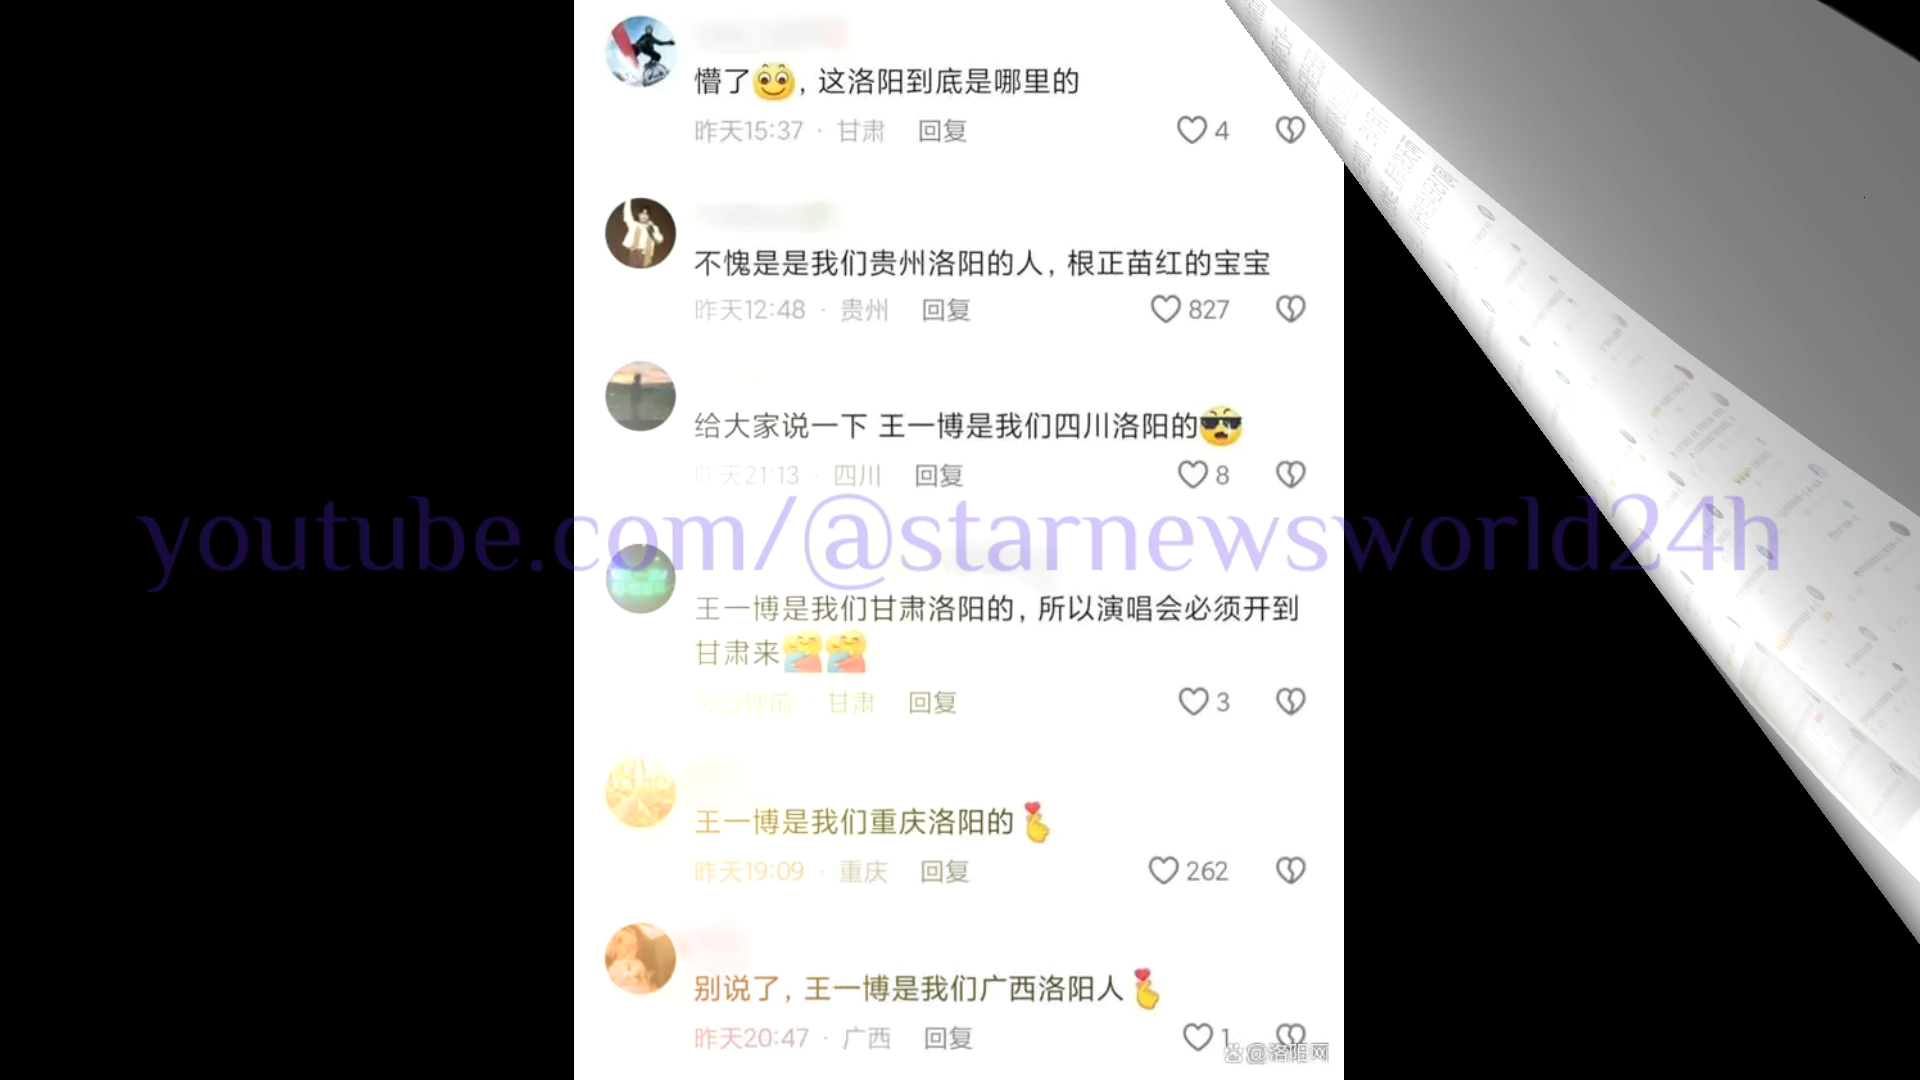 懵了，这洛阳到底是哪里的
昨天15:37 · 甘肃 回复 4
不愧是是我们贵州洛阳的人，根正苗红的宝宝
昨天12:48 · 贵州 回复 827
给大家说一下 王一博是我们四川洛阳的
昨天21:13 · 四川 回复 8
youtube.com/@starnewsworld24h
王一博是我们甘肃洛阳的，所以演唱会必须开到
甘肃来
分钟前 · 甘肃 回复 3
王一博是我们重庆洛阳的
昨天19:09 · 重庆 回复 262
别说了，王一博是我们广西洛阳人
昨天20:47 · 广西 回复 1
@洛阳网